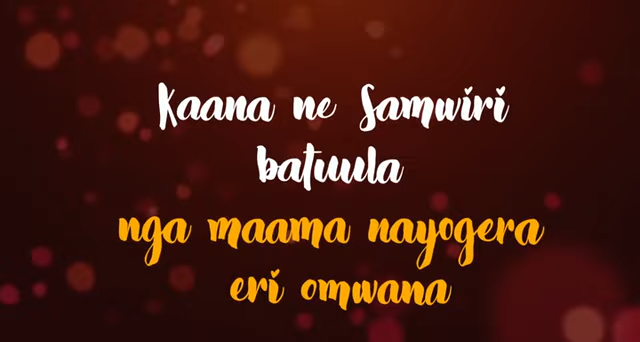 Kaana ne Samwiri
batuula
nga maama nayogera
eri omwana